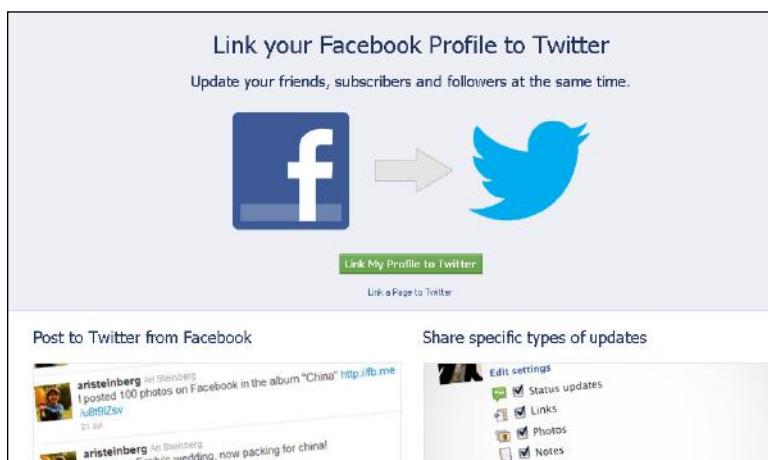 Link your Facebook Profile to Twitter
Update your friends, subscribers and followers at the same time.
f
Link My Profile to Twitter
Link a Page to Twitter
Post to Twitter from Facebook
aristeinberg Ari Steinberg
I posted 100 photos on Facebook in the album "China" http://fb.me
/u8t9lZsv
21 Jul
aristeinberg Ari Steinberg
wedding, now packing for china!
Share specific types of updates
Edit settings
Status updates
Links
Photos
Notes